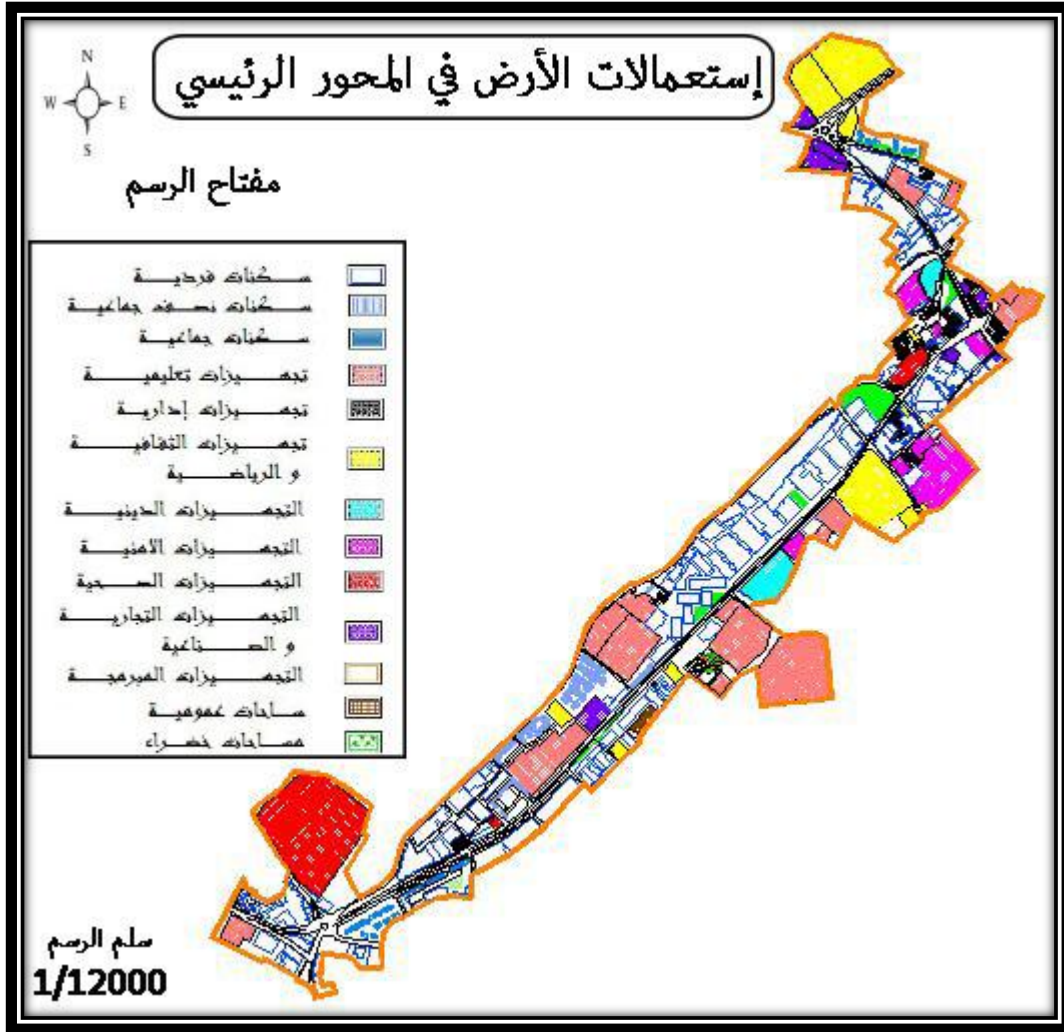 إستعمالات الأرض في المحور الرئيسي
N
W E
S
مفتاح الرسم
سكنات فردية
سكنات نصف جماعية
سكنات جماعية
تجهيزات تعليمية
تجهيزات إدارية
تجهيزات الثقافية
و الرياضية
التجهيزات الدينية
التجهيزات الامنية
التجهيزات الصحية
التجهيزات التجارية
و الصناعية
التجهيزات المبرمجة
ساحات عمومية
مساحات خضراء
سلم الرسم
1/12000